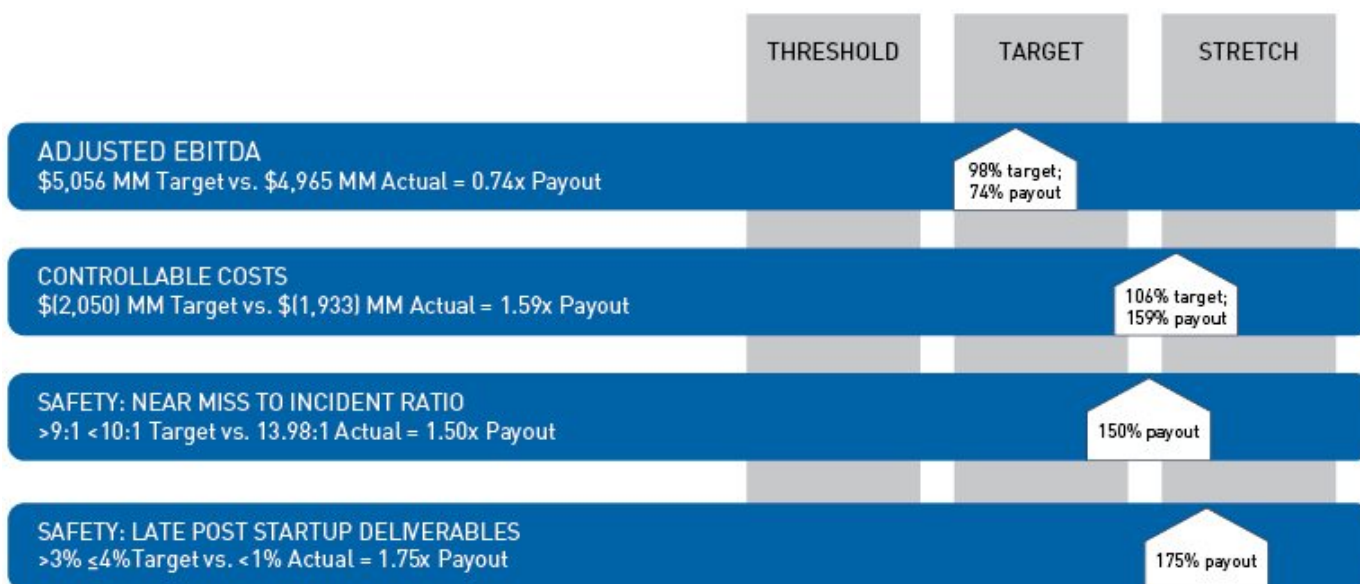 THRESHOLD TARGET STRETCH
ADJUSTED EBITDA
$5,056 MM Target vs. $4,965 MM Actual = 0.74x Payout
98% target;
74% payout
CONTROLLABLE COSTS
$(2,050) MM Target vs. $(1,933) MM Actual = 1.59x Payout
106% target;
159% payout
SAFETY: NEAR MISS TO INCIDENT RATIO
>9:1 <10:1 Target vs. 13.98:1 Actual = 1.50x Payout
150% payout
SAFETY: LATE POST STARTUP DELIVERABLES
>3% ≤4%Target vs. <1% Actual = 1.75x Payout
175% payout